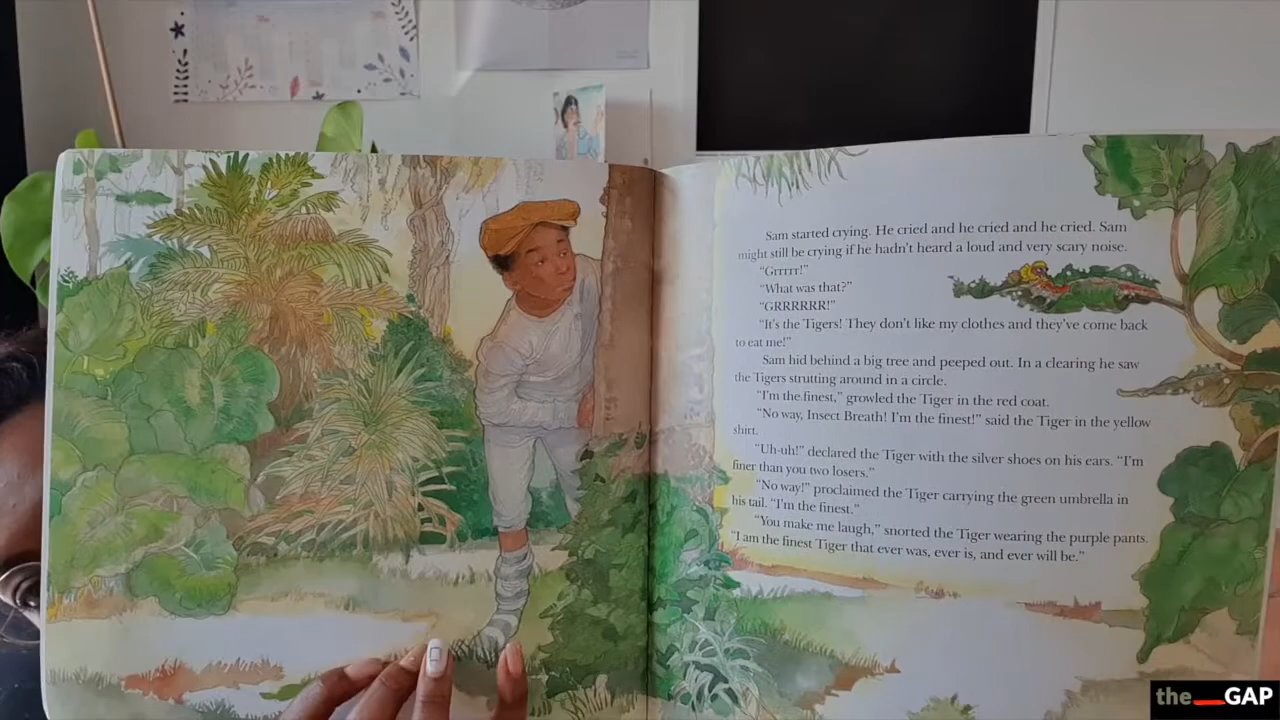 Sam started crying. He cried and he cried and he cried. Sam
might still be crying if he hadn't heard a loud and very scary noise.
"Grrrrr!"
"What was that?"
"GRRRRRR!"
"It's the Tigers! They don't like my clothes and they've come back
to eat me!"
Sam hid behind a big tree and peeped out. In a clearing he saw
the Tigers strutting around in a circle.
"I'm the finest," growled the Tiger in the red coat.
"No way, Insect Breath! I'm the finest!" said the Tiger in the yellow
shirt.
"Uh-uh!" declared the Tiger with the silver shoes on his ears. "I'm
finer than you two losers."
"No way!" proclaimed the Tiger carrying the green umbrella in
his tail. "I'm the finest."
"You make me laugh," snorted the Tiger wearing the purple pants.
"I am the finest Tiger that ever was, ever is, and ever will be."
the__GAP